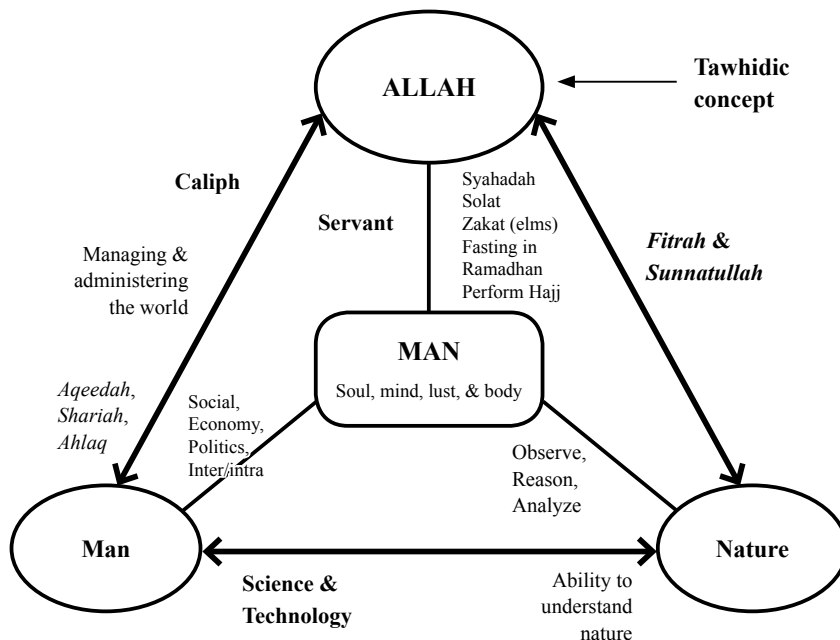 ALLAH
Tawhidic
concept
Caliph
Servant
Syahadah
Solat
Zakat (elms)
Fasting in
Ramadhan
Perform Hajj
Fitrah &
Sunnatullah
Managing &
administering
the world
MAN
Soul, mind, lust, & body
Aqeedah,
Shariah,
Ahlaq
Social,
Economy,
Politics,
Inter/intra
Observe,
Reason,
Analyze
Man
Nature
Science &
Technology
Ability to
understand
nature